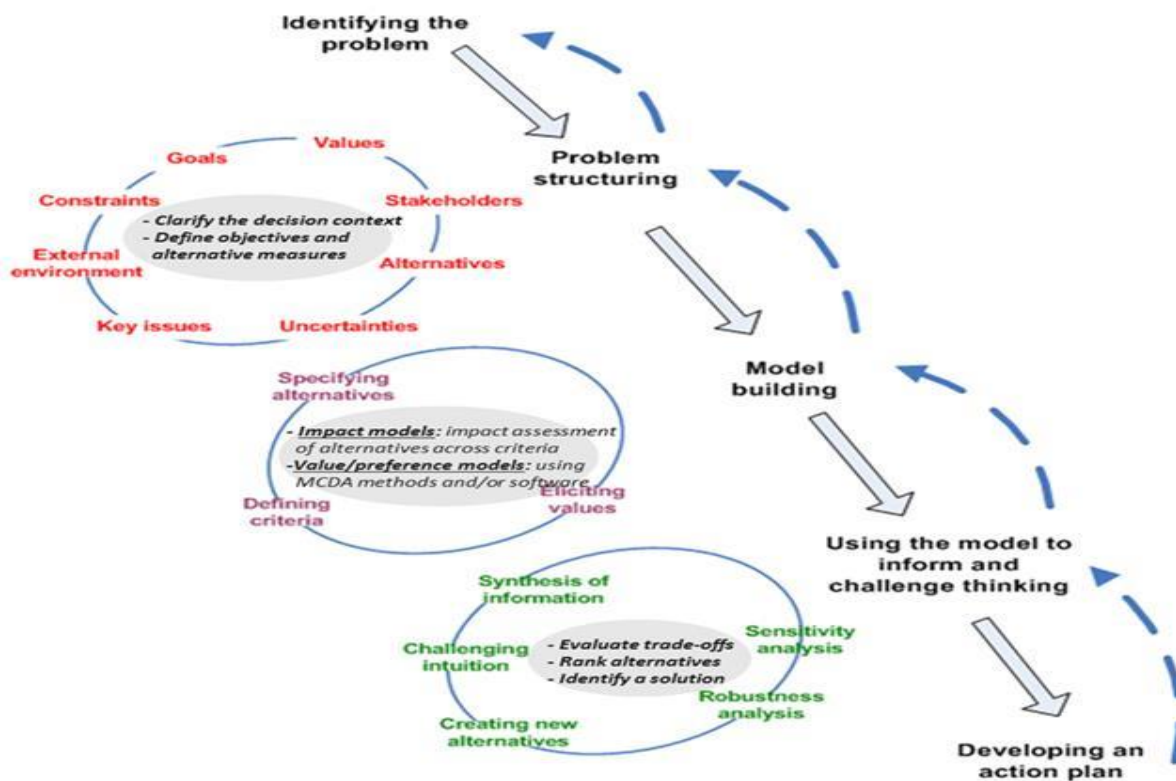 Identifying the
problem
Problem
structuring
Values
Goals
Constraints
Stakeholders
- Clarify the decision context
- Define objectives and
alternative measures
External
environment
Alternatives
Key issues
Uncertainties
Model
building
Specifying
alternatives
- Impact models: impact assessment
of alternatives across criteria
-Value/preference models: using
MCDA methods and/or software
Defining
criteria
Eliciting
values
Using the model to
inform and
challenge thinking
Synthesis of
information
Challenging
intuition
- Evaluate trade-offs
- Rank alternatives
- Identify a solution
Sensitivity
analysis
Robustness
analysis
Creating new
alternatives
Developing an
action plan